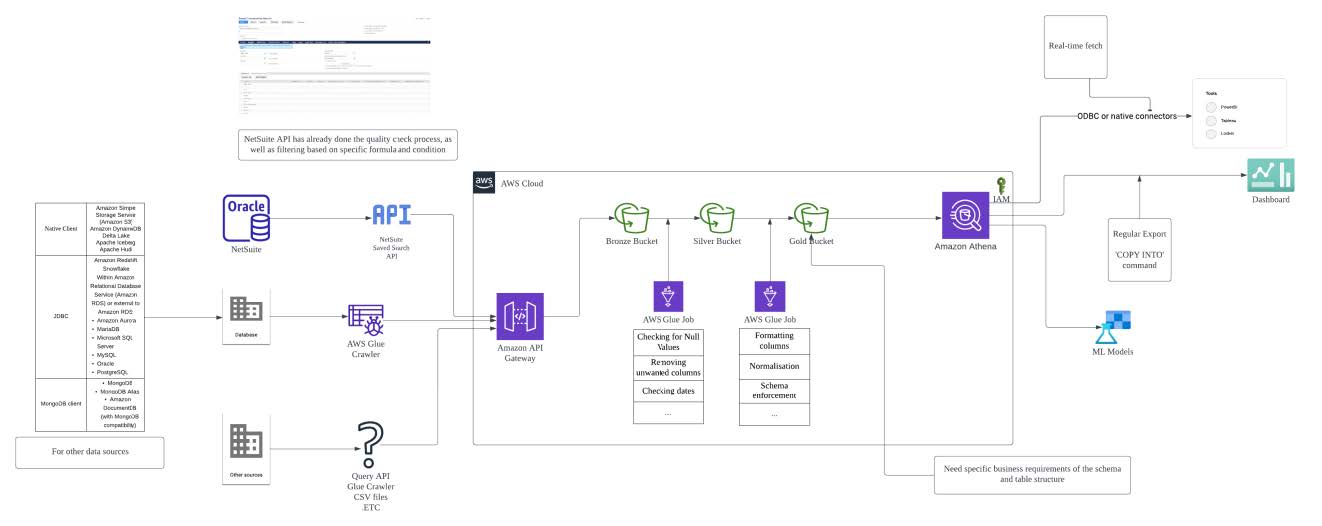 Real-time fetch
Tools
PowerBI
Tableau
Looker
ODBC or native connectors
NetSuite API has already done the quality check process, as
well as filtering based on specific formula and condition
aws
AWS Cloud
IAM
Dashboard
Native Client
Amazon Simpe
Storage Service
(Amazon S3)
Amazon DynamoDB
Delta Lake
Apache Iceberg
Apache Hudi
JDBC
Amazon Redshift
Snowflake
Within Amazon
Relational Database
Service (Amazon
RDS) or external to
Amazon RDS
• Amazon Aurora
• MariaDB
• Microsoft SQL
Server
• MySQL
• Oracle
• PostgreSQL
MongoDB client
• MongoDB
• MongoDB Atlas
• Amazon
DocumentDB
(with MongoDB
compatibility)
For other data sources
Oracle
NetSuite
API
NetSuite
Saved Search
API
Database
AWS Glue
Crawler
Other sources
Query API
Glue Crawler
CSV files
ETC
Amazon API
Gateway
Bronze Bucket
Silver Bucket
Gold Bucket
AWS Glue Job
Checking for Null
Values
Removing
unwanted columns
Checking dates
...
AWS Glue Job
Formatting
columns
Normalisation
Schema
enforcement
...
Amazon Athena
Regular Export
'COPY INTO'
command
ML Models
Need specific business requirements of the schema
and table structure